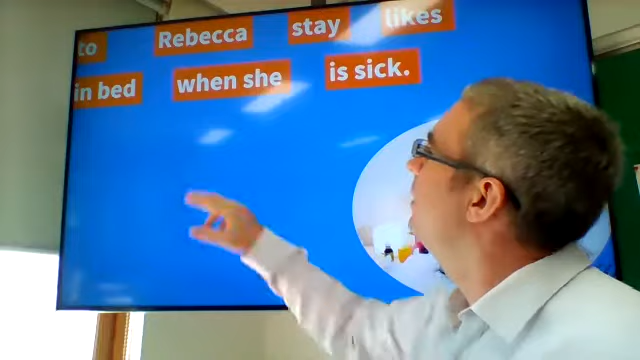 to Rebecca stay likes
in bed when she is sick.